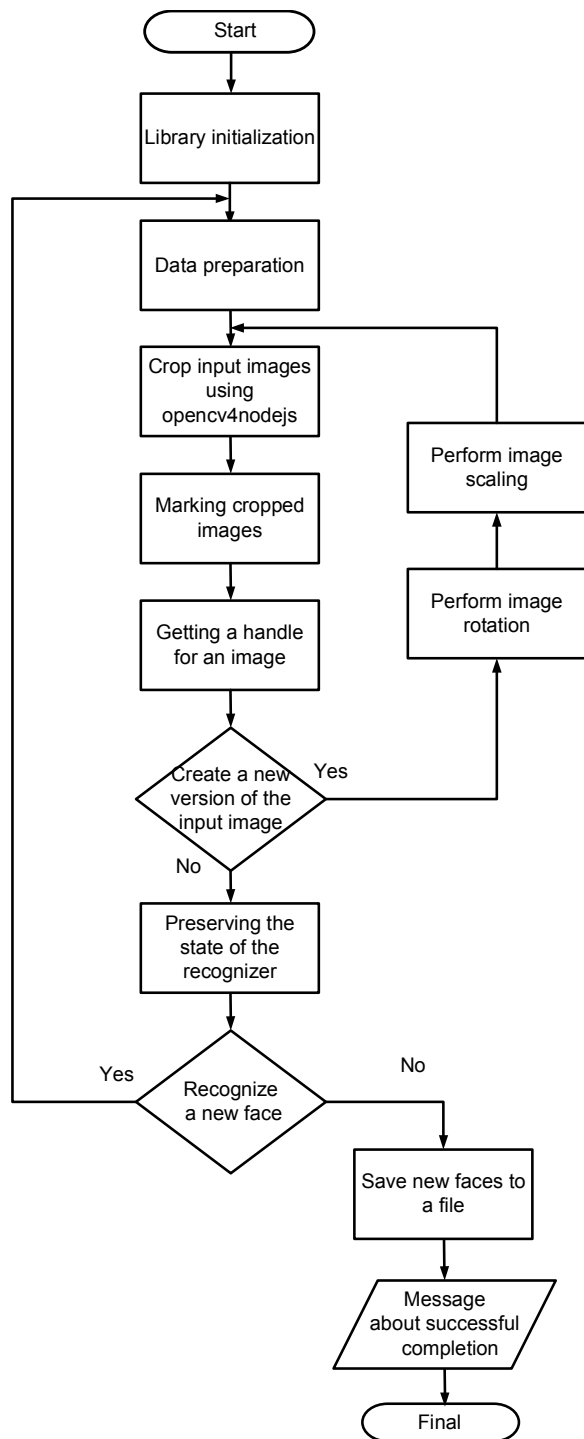 Start
Library initialization
Data preparation
Crop input images
using
opencv4nodejs
Perform image
scaling
Marking cropped
images
Perform image
rotation
Getting a handle
for an image
Yes
Create a new
version of the
input image
No
Preserving the
state of the
recognizer
Yes
No
Recognize
a new face
Save new faces to
a file
Message
about successful
completion
Final